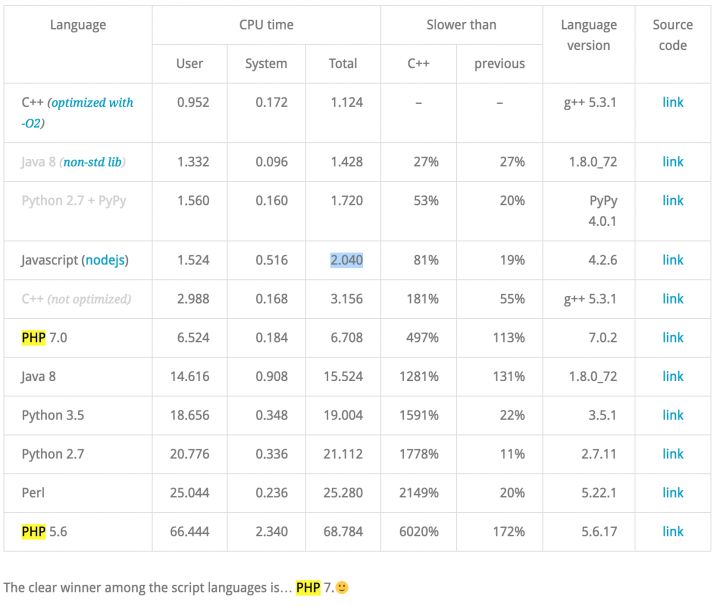 Language CPU time Slower than Language version Source code
User System Total C++ previous
C++ (optimized with -O2) 0.952 0.172 1.124 – – g++ 5.3.1 link
Java 8 (non-std lib) 1.332 0.096 1.428 27% 27% 1.8.0_72 link
Python 2.7 + PyPy 1.560 0.160 1.720 53% 20% PyPy 4.0.1 link
Javascript (nodejs) 1.524 0.516 2.040 81% 19% 4.2.6 link
C++ (not optimized) 2.988 0.168 3.156 181% 55% g++ 5.3.1 link
PHP 7.0 6.524 0.184 6.708 497% 113% 7.0.2 link
Java 8 14.616 0.908 15.524 1281% 131% 1.8.0_72 link
Python 3.5 18.656 0.348 19.004 1591% 22% 3.5.1 link
Python 2.7 20.776 0.336 21.112 1778% 11% 2.7.11 link
Perl 25.044 0.236 25.280 2149% 20% 5.22.1 link
PHP 5.6 66.444 2.340 68.784 6020% 172% 5.6.17 link
The clear winner among the script languages is… PHP 7.🙂